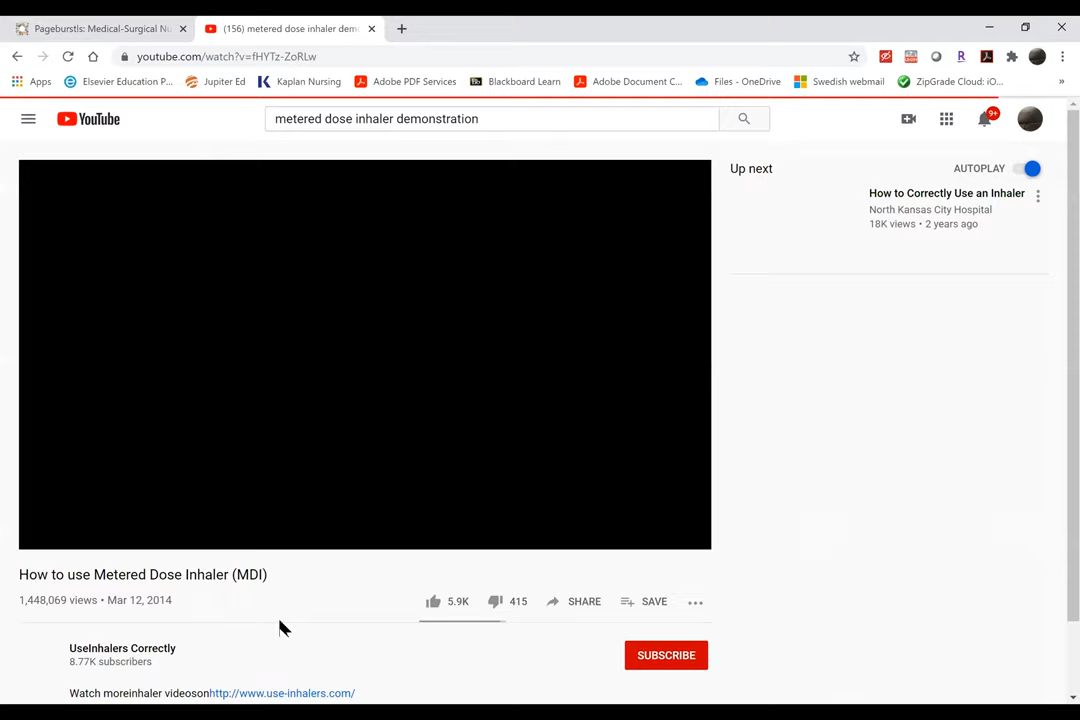 Pageburstls: Medical-Surgical Nu
(156) metered dose inhaler dem
youtube.com/watch?v=fHYTz-ZoRLw
Apps
Elsevier Education P...
Jupiter Ed
Kaplan Nursing
Adobe PDF Services
Blackboard Learn
Adobe Document C...
Files - OneDrive
Swedish webmail
ZipGrade Cloud: iO...
»
YouTube
metered dose inhaler demonstration
9+
Up next
AUTOPLAY
How to Correctly Use an Inhaler
North Kansas City Hospital
18K views • 2 years ago
How to use Metered Dose Inhaler (MDI)
1,448,069 views • Mar 12, 2014
5.9K
415
SHARE
SAVE
UseInhalers Correctly
8.77K subscribers
SUBSCRIBE
Watch moreinhaler videosonhttp://www.use-inhalers.com/